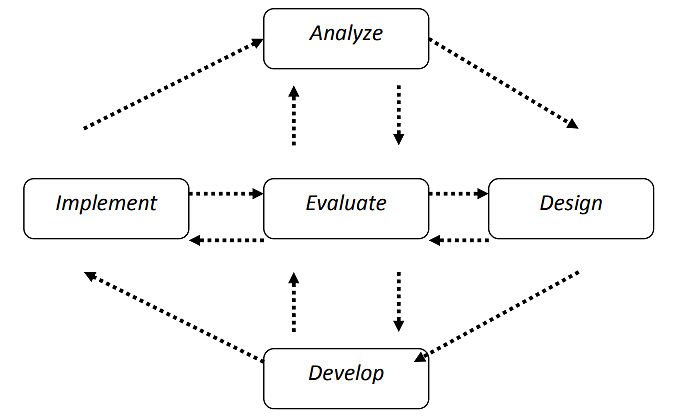 Analyze
Implement
Evaluate
Design
Develop